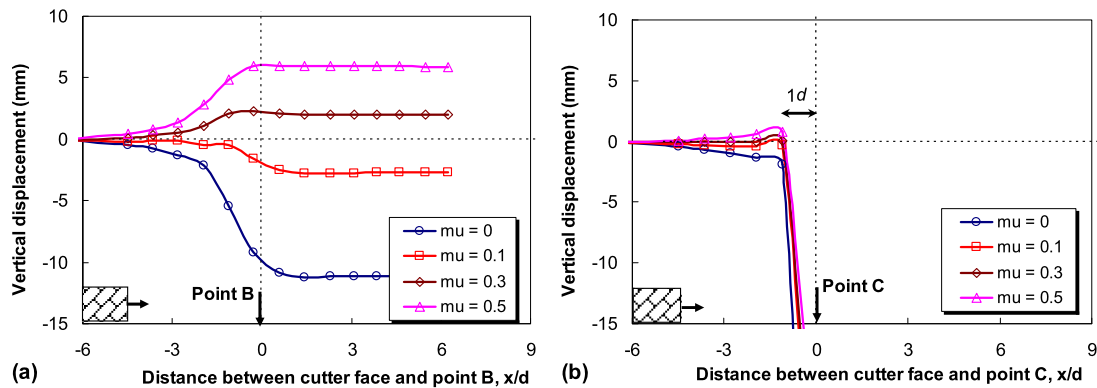 10
5
0
-5
-10
-15
Vertical displacement (mm)
mu = 0
mu = 0.1
mu = 0.3
mu = 0.5
Point B
-6
-3
0
3
6
9
(a)
Distance between cutter face and point B, x/d
10
5
0
-5
-10
-15
Vertical displacement (mm)
1d
mu = 0
mu = 0.1
mu = 0.3
mu = 0.5
Point C
-6
-3
0
3
6
9
(b)
Distance between cutter face and point C, x/d